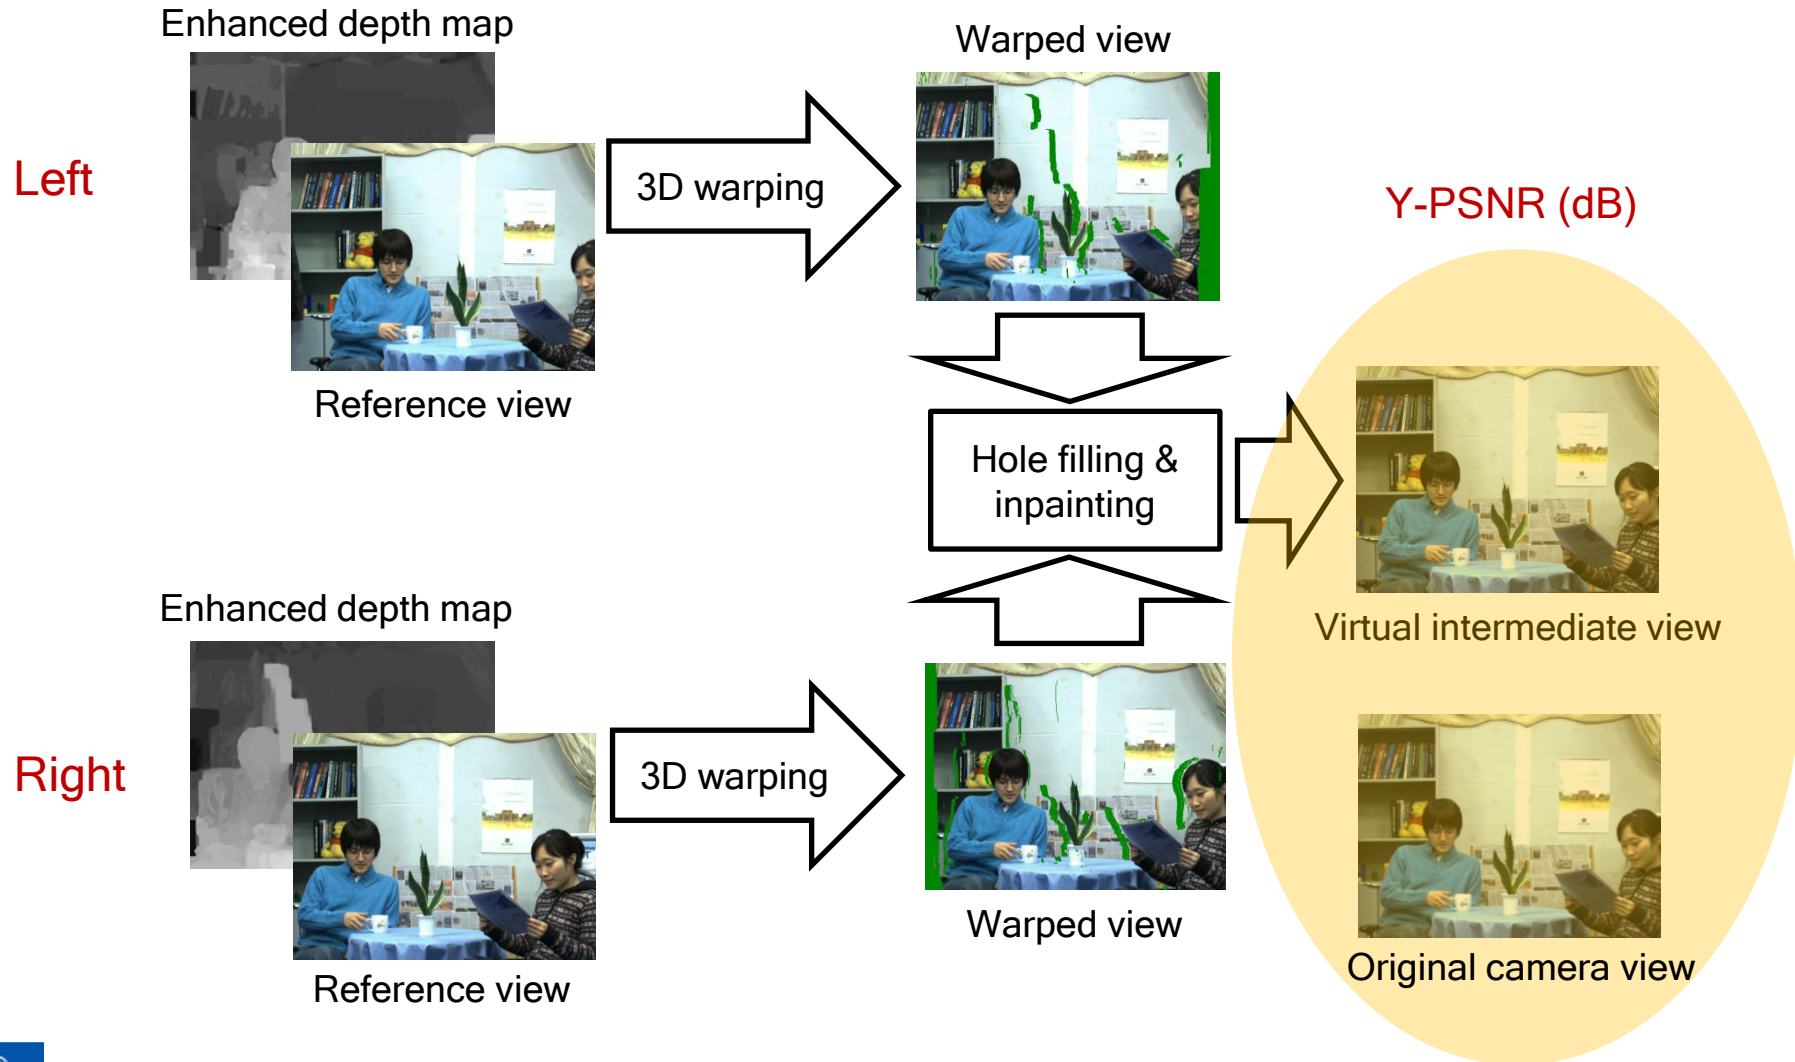 Enhanced depth map
Warped view
Left
3D warping
Y-PSNR (dB)
Reference view
Hole filling &
inpainting
Enhanced depth map
Virtual intermediate view
Right
3D warping
Warped view
Original camera view
Reference view